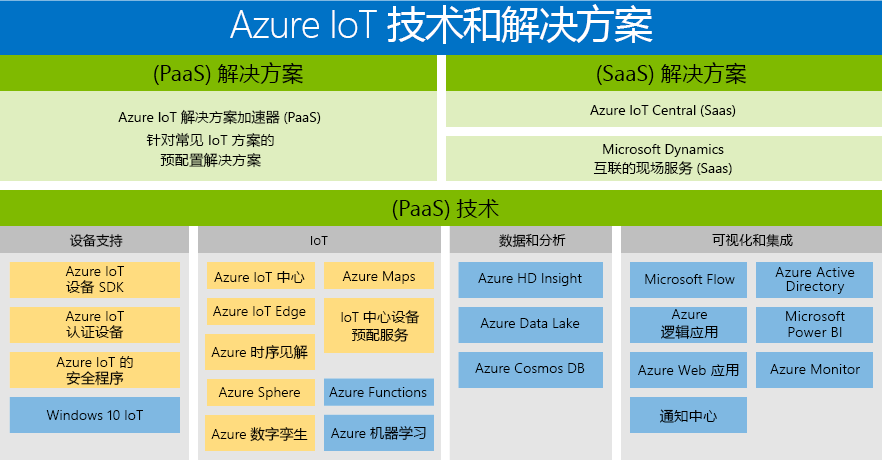 Azure IoT 技术和解决方案
(PaaS) 解决方案
Azure IoT 解决方案加速器 (PaaS)
针对常见 IoT 方案的
预配置解决方案
(SaaS) 解决方案
Azure IoT Central (Saas)
Microsoft Dynamics
互联的现场服务 (Saas)
(PaaS) 技术
设备支持
Azure IoT
设备 SDK
Azure IoT
认证设备
Azure IoT 的
安全程序
Windows 10 IoT
IoT
Azure IoT 中心
Azure Maps
Azure IoT Edge
IoT 中心设备
预配服务
Azure 时序见解
Azure Sphere
Azure Functions
Azure 数字孪生
Azure 机器学习
数据和分析
Azure HD Insight
Azure Data Lake
Azure Cosmos DB
可视化和集成
Microsoft Flow
Azure Active
Directory
Azure
逻辑应用
Microsoft
Power BI
Azure Web 应用
Azure Monitor
通知中心